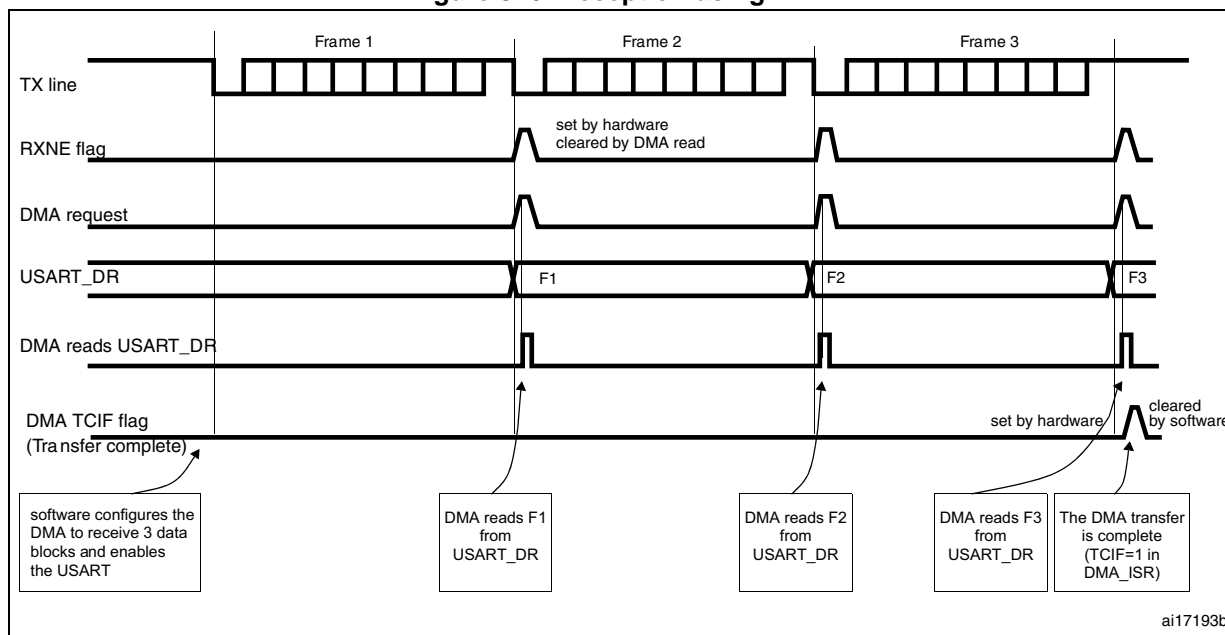 Frame 1
Frame 2
Frame 3
TX line
set by hardware
cleared by DMA read
RXNE flag
DMA request
USART_DR
F1
F2
F3
DMA reads USART_DR
DMA TCIF flag
(Transfer complete)
set by hardware
cleared
by software
software configures the
DMA to receive 3 data
blocks and enables
the USART
DMA reads F1
from
USART_DR
DMA reads F2
from
USART_DR
DMA reads F3
from
USART_DR
The DMA transfer
is complete
(TCIF=1 in
DMA_ISR)
ai17193b